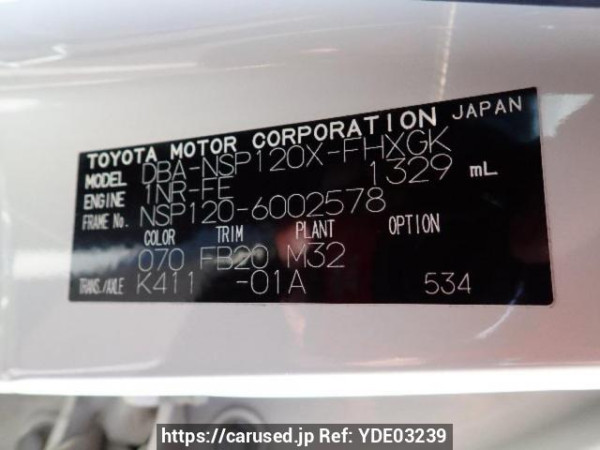 TOYOTA MOTOR CORPORATION JAPAN
MODEL DBA-NSP120X-FHXGK
ENGINE 1NR-FE 1329 mL
FRAME No. NSP120-6002578
COLOR TRIM PLANT OPTION
070 FB20 M32
TRANS./AXLE K411 -01A 534
https://carused.jp Ref: YDE03239